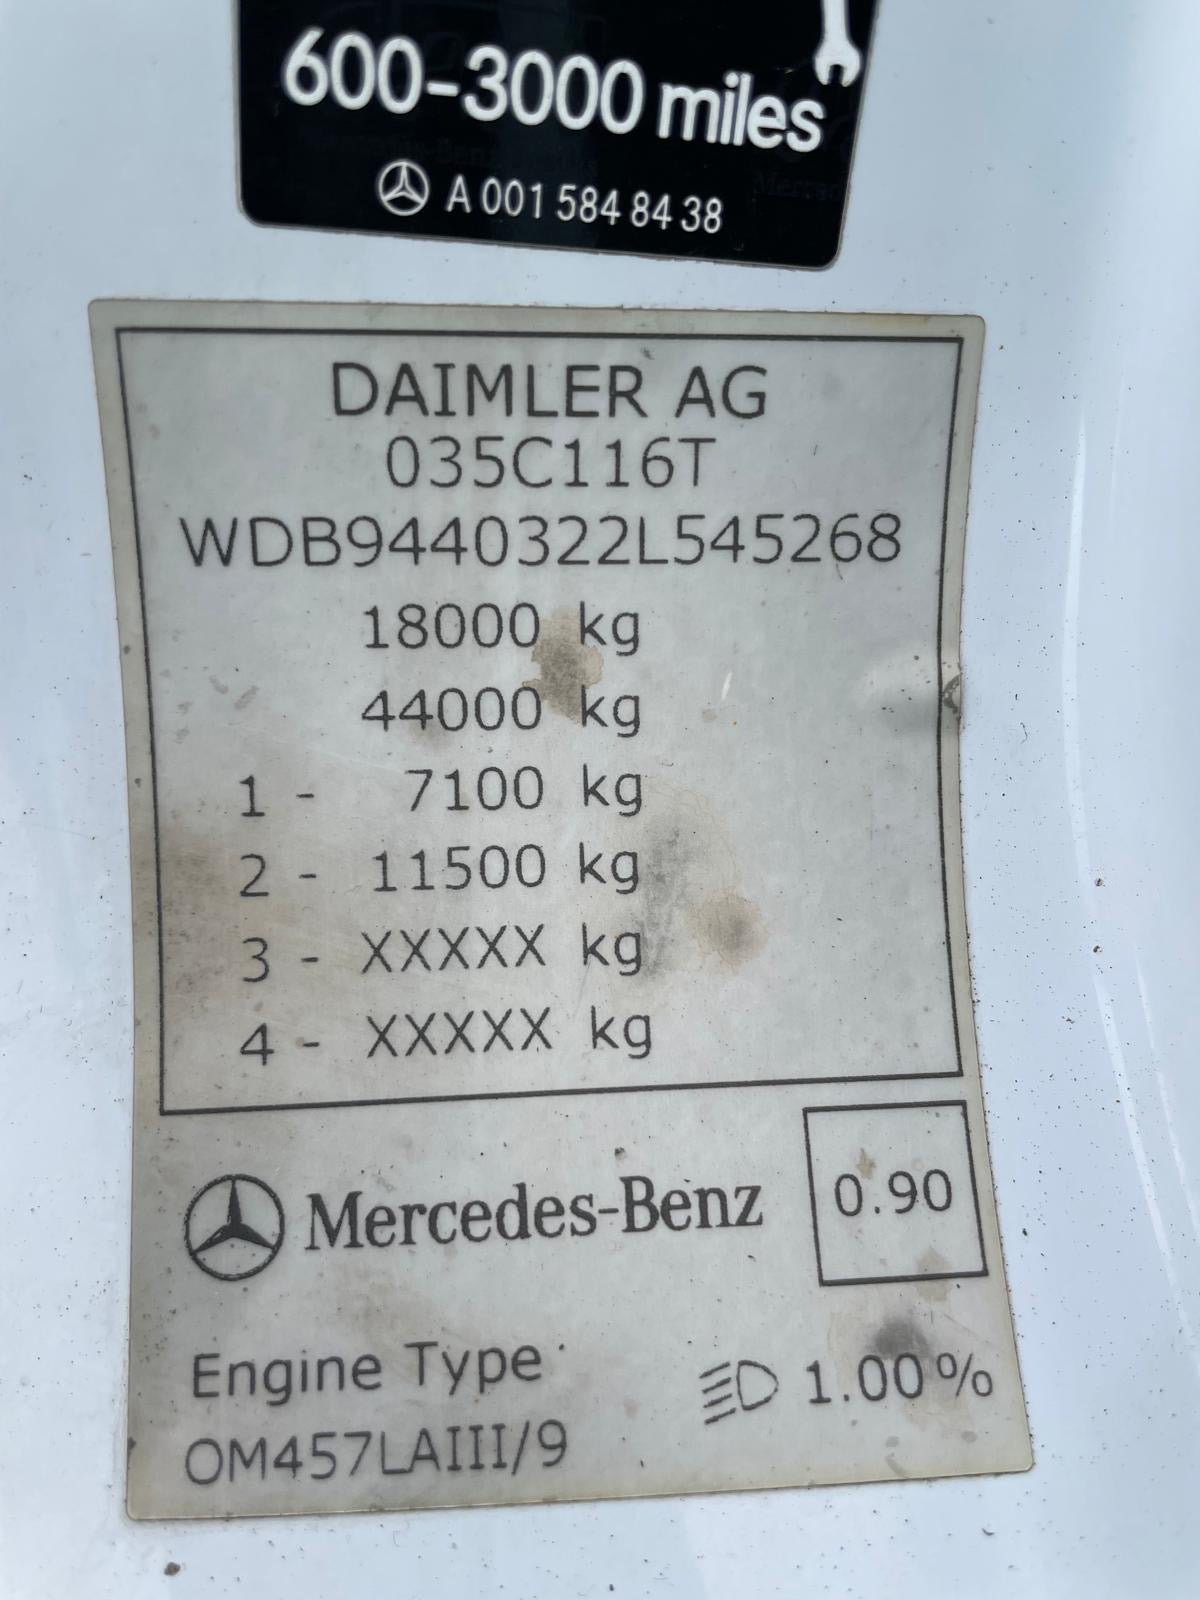 600-3000 miles
A 001 584 84 38
DAIMLER AG
035C116T
WDB9440322L545268
18000 kg
44000 kg
1 - 7100 kg
2 - 11500 kg
3 - XXXXX kg
4 - XXXXX kg
Mercedes-Benz 0.90
Engine Type 1.00%
OM457LAIII/9